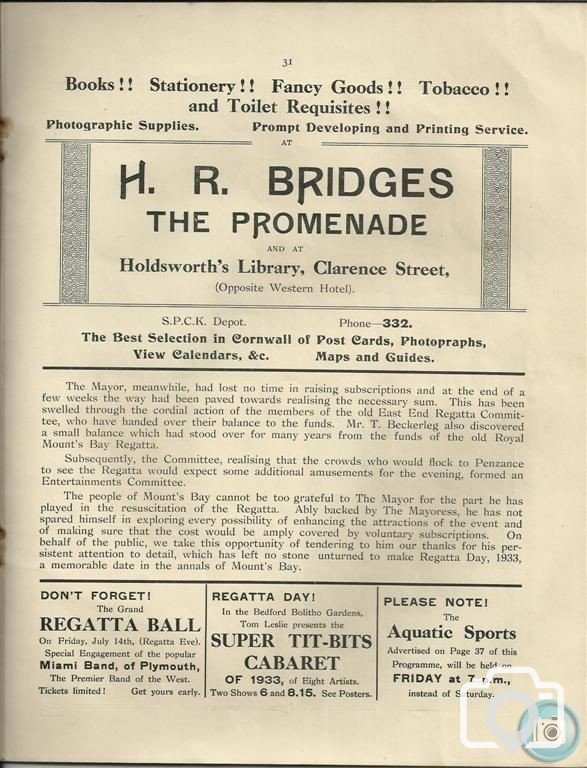 31
Books!! Stationery!! Fancy Goods!! Tobacco!!
and Toilet Requisites!!
Photographic Supplies. Prompt Developing and Printing Service.
AT
H. R. BRIDGES
THE PROMENADE
AND AT
Holdsworth's Library, Clarence Street,
(Opposite Western Hotel).
S.P.C.K. Depot. Phone—332.
The Best Selection in Cornwall of Post Cards, Photopraphs,
View Calendars, &c. Maps and Guides.
The Mayor, meanwhile, had lost no time in raising subscriptions and at the end of a
few weeks the way had been paved towards realising the necessary sum. This has been
swelled through the cordial action of the members of the old East End Regatta Commit-
tee, who have handed over their balance to the funds. Mr. T. Beckerleg also discovered
a small balance which had stood over for many years from the funds of the old Royal
Mount's Bay Regatta.
Subsequently, the Committee, realising that the crowds who would flock to Penzance
to see the Regatta would expect some additional amusements for the evening, formed an
Entertainments Committee.
The people of Mount's Bay cannot be too grateful to The Mayor for the part he has
played in the resuscitation of the Regatta. Ably backed by The Mayoress, he has not
spared himself in exploring every possibility of enhancing the attractions of the event and
of making sure that the cost would be amply covered by voluntary subscriptions. On
behalf of the public, we take this opportunity of tendering to him our thanks for his per-
sistent attention to detail, which has left no stone unturned to make Regatta Day, 1933,
a memorable date in the annals of Mount's Bay.
DON'T FORGET!
The Grand
REGATTA BALL
On Friday, July 14th, (Regatta Eve).
Special Engagement of the popular
Miami Band, of Plymouth,
The Premier Band of the West.
Tickets limited! Get yours early.
REGATTA DAY!
In the Bedford Bolitho Gardens,
Tom Leslie presents the
SUPER TIT-BITS
CABARET
OF 1933, of Eight Artists.
Two Shows 6 and 8.15. See Posters.
PLEASE NOTE!
The
Aquatic Sports
Advertised on Page 37 of this
Programme, will be held on
FRIDAY at 7 p.m.,
instead of Saturday.